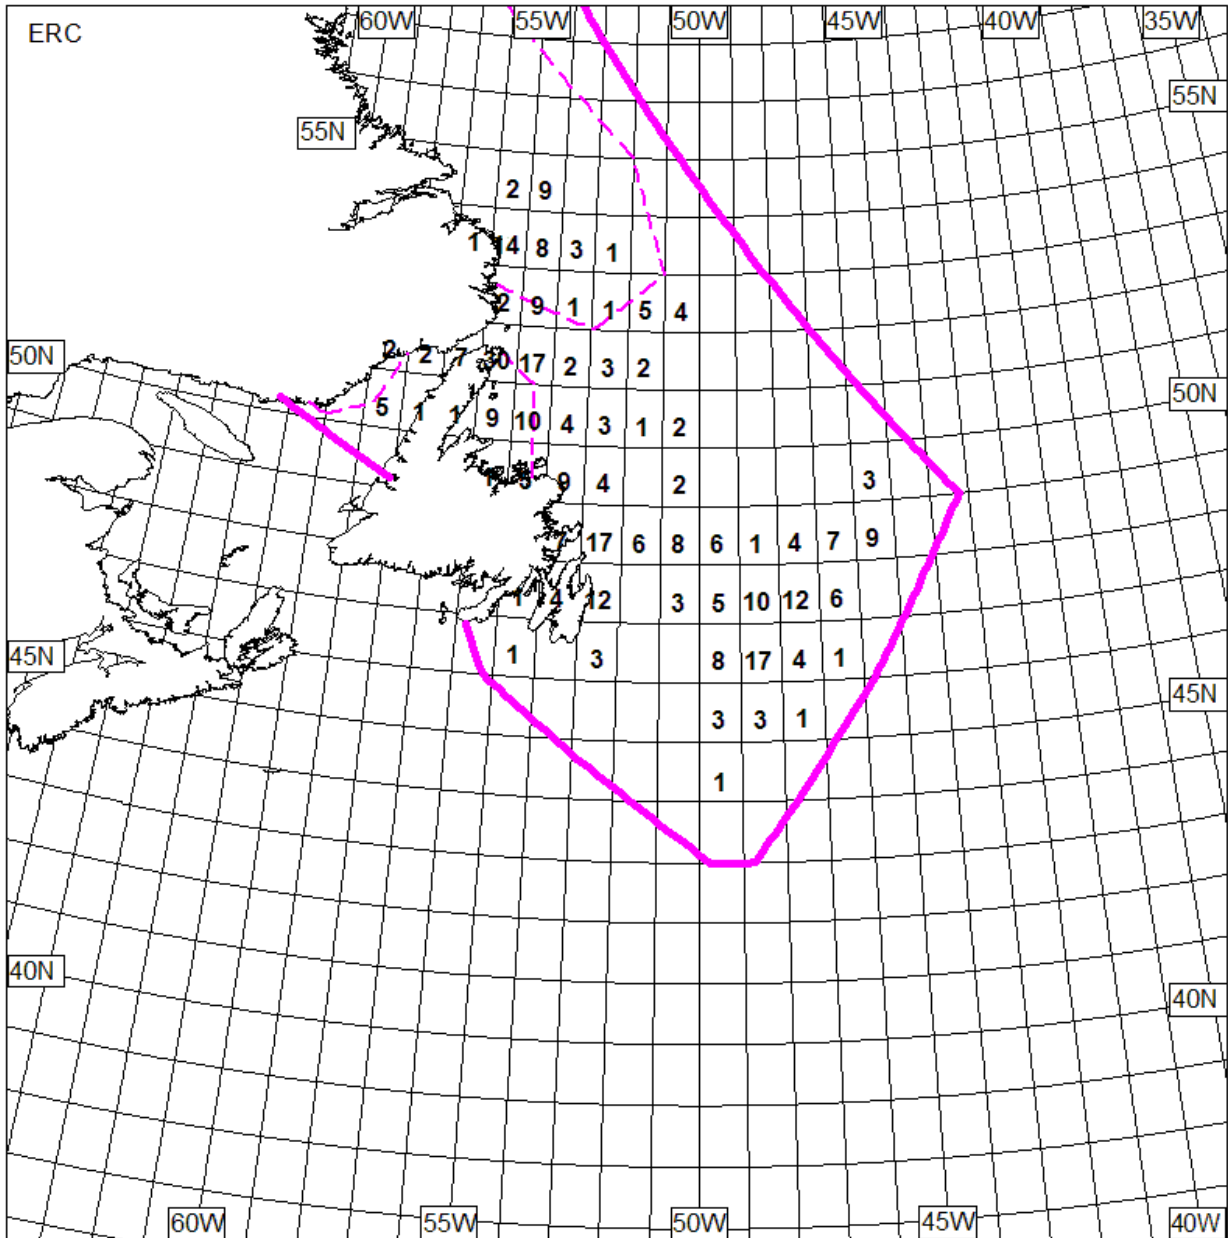 60W 55W 50W 45W 40W 35W
ERC
55N
55N
2 9
1 14 8 3 1
2 9 1 1 5 4
50N
2 2 7 30 17 2 3 2
50N
5 1 1 9 10 4 3 1 2
9 4 2 3
7 17 6 8 6 1 4 7 9
1 4 12 3 5 10 12 6
45N
1 3 8 17 4 1
45N
3 3 1
1
40N
40N
60W 55W 50W 45W 40W